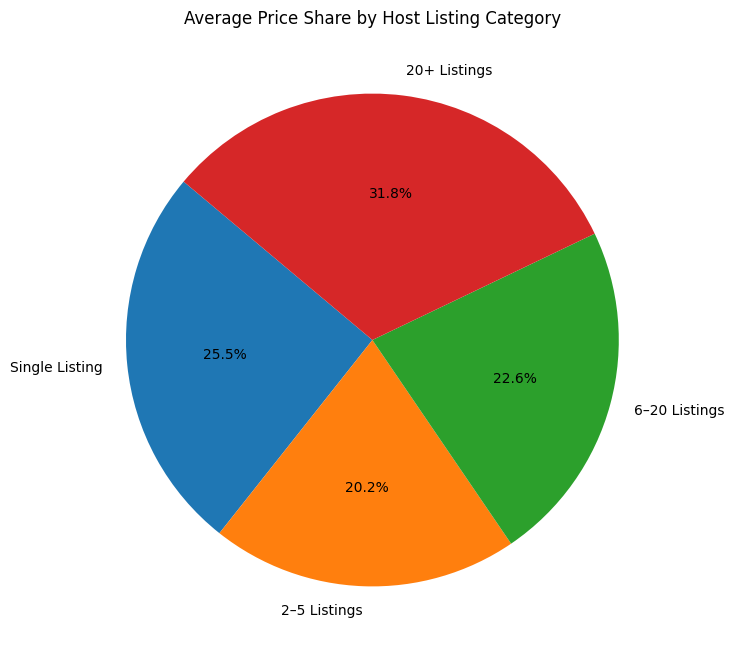 Average Price Share by Host Listing Category
20+ Listings
31.8%
Single Listing
25.5%
22.6%
6–20 Listings
20.2%
2–5 Listings